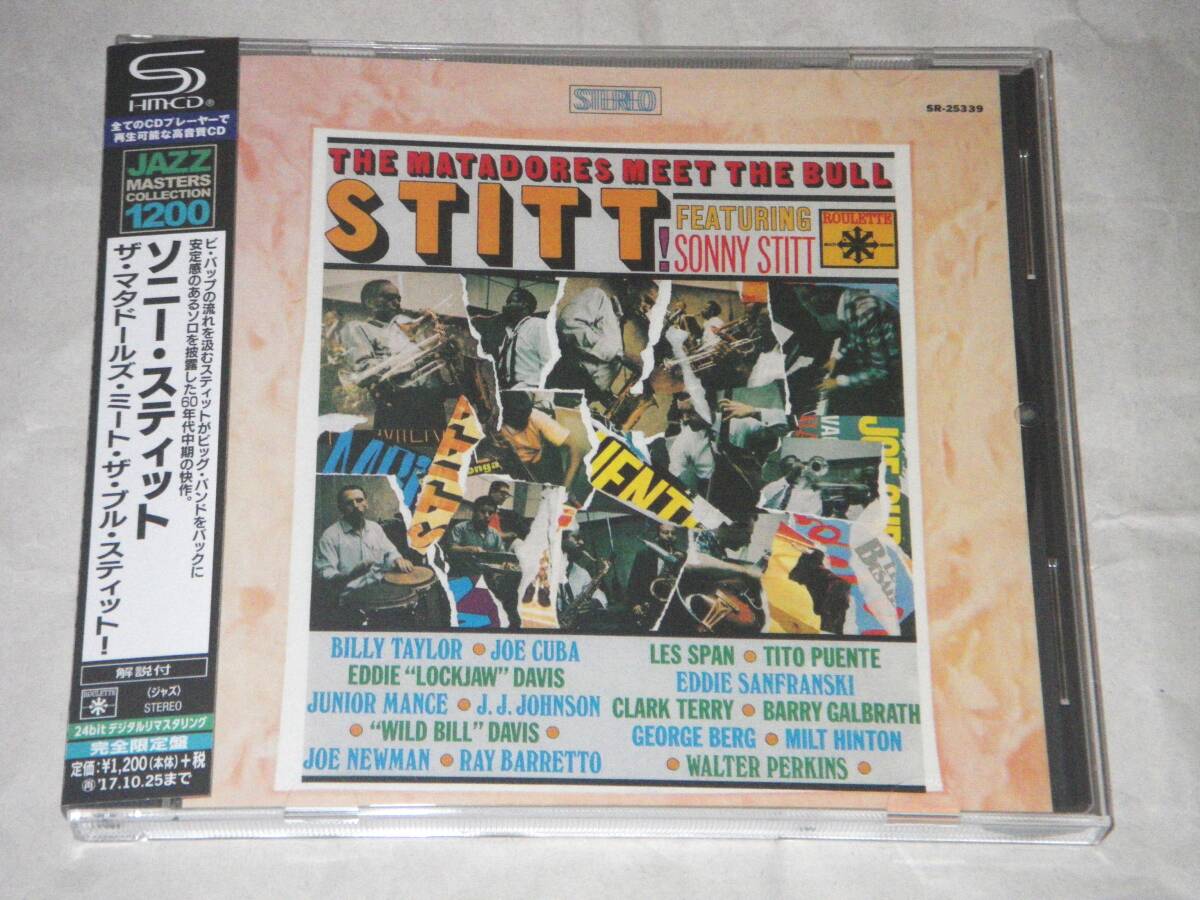 SHM-CD®
全てのCDプレーヤーで
再生可能な高音質CD
JAZZ
MASTERS
COLLECTION
1200
ビ・バップの流れを汲むスティットがビッグ・バンドをバックに
安定感のあるソロを披露した60年代中期の快作。
ソニー・スティット
ザ・マタドールズ・ミート・ザ・ブル・スティット!
解説付
ROULETTE
(ジャズ)
STEREO
24bitデジタルリマスタリング
完全限定盤
定価:¥1,200(本体)+税
再 '17.10.25まで
STEREO
SR-25339
THE MATADORES MEET THE BULL
STITT!
FEATURING
SONNY STITT
ROULETTE
STITT
IENT
JOE
BILLY TAYLOR • JOE CUBA
EDDIE "LOCKJAW" DAVIS
JUNIOR MANCE • J. J. JOHNSON
• "WILD BILL" DAVIS •
JOE NEWMAN • RAY BARRETTO
LES SPAN • TITO PUENTE
EDDIE SANFRANSKI
CLARK TERRY • BARRY GALBRATH
GEORGE BERG • MILT HINTON
• WALTER PERKINS •